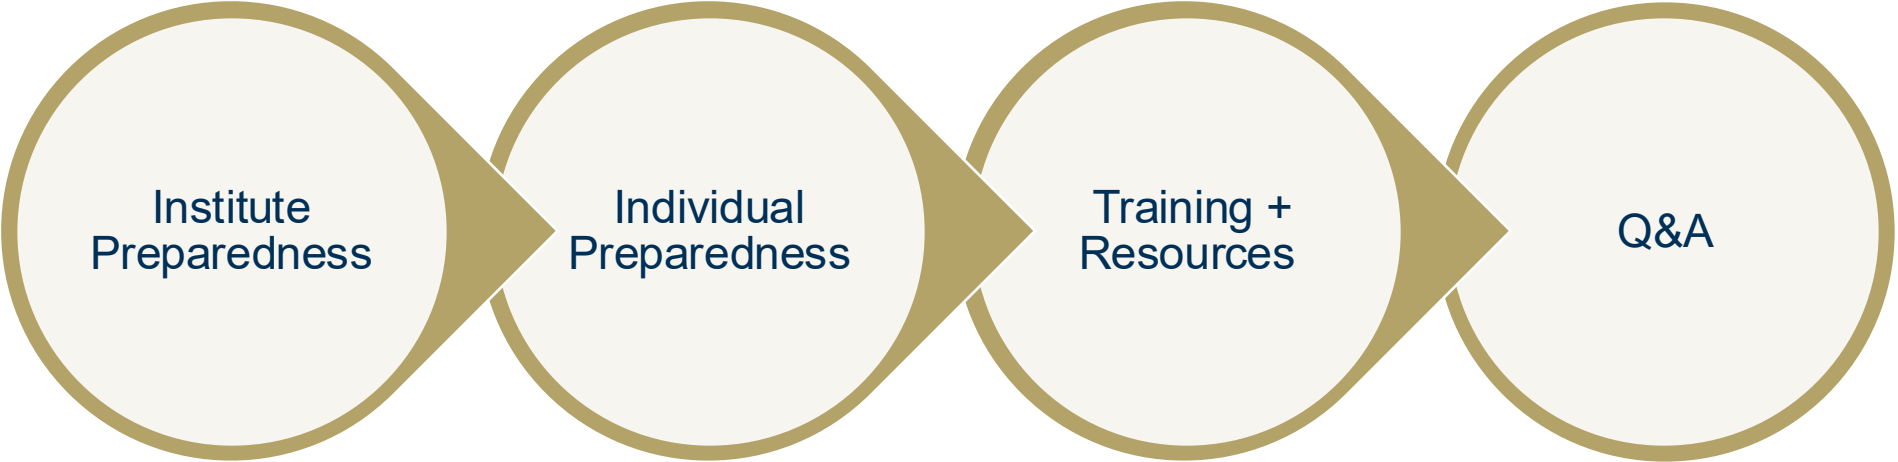 Institute
Preparedness
Individual
Preparedness
Training +
Resources
Q&A